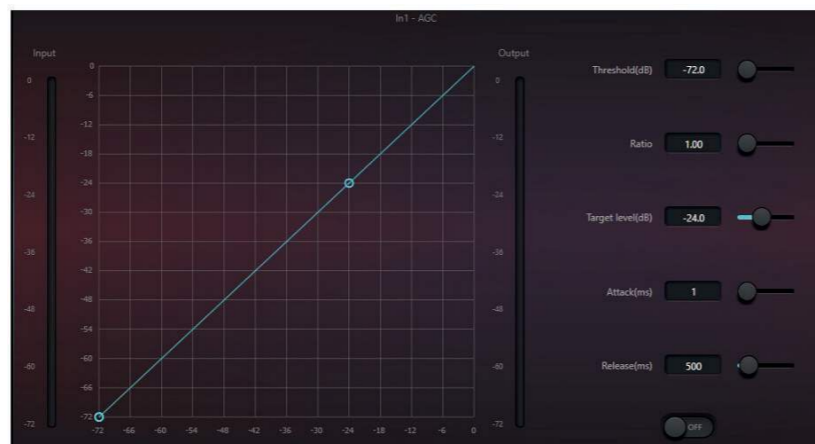 In1 - AGC
Input
0
-12
-24
-36
-48
-60
-72
0
-6
-12
-18
-24
-30
-36
-42
-48
-54
-60
-66
-72
-72 -66 -60 -54 -48 -42 -36 -30 -24 -18 -12 -6 0
Output
0
-12
-24
-36
-48
-60
-72
Threshold(dB) -72.0
Ratio 1.00
Target level(dB) -24.0
Attack(ms) 1
Release(ms) 500
OFF